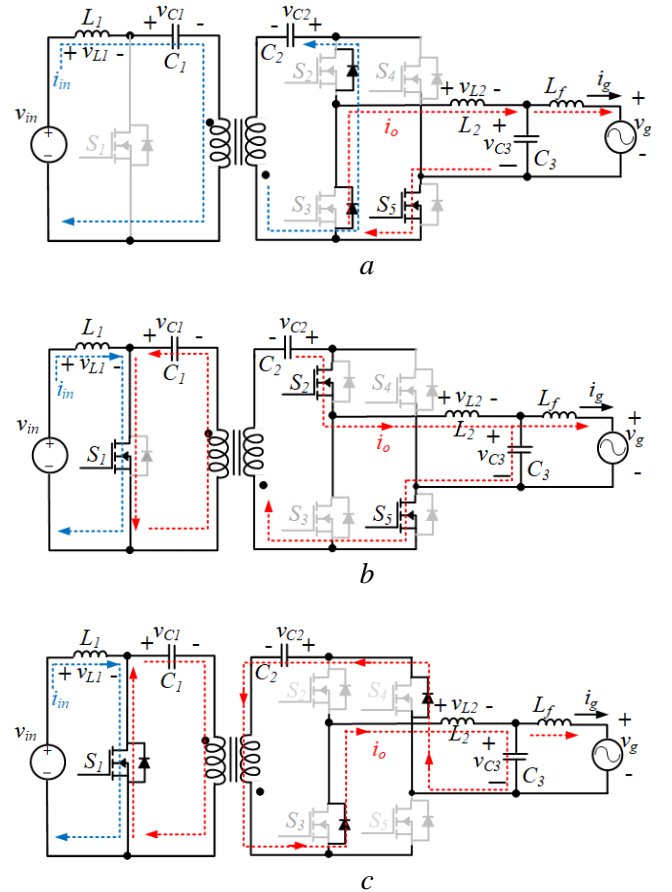 L1 + vC1 - - vC2 +
+ vL1 - C1 C2 S2 S4
iin + vL2 - Lf ig +
vin S1 io L2 vC3 + - C3 vg -
S3 S5
a
L1 + vC1 - - vC2 +
+ vL1 - C1 C2 S2 S4
iin + vL2 - Lf ig +
vin S1 io L2 vC3 + - C3 vg -
S3 S5
b
L1 + vC1 - - vC2 +
+ vL1 - C1 C2 S2 S4
iin + vL2 - Lf ig +
vin S1 io L2 vC3 + - C3 vg -
S3 S5
c